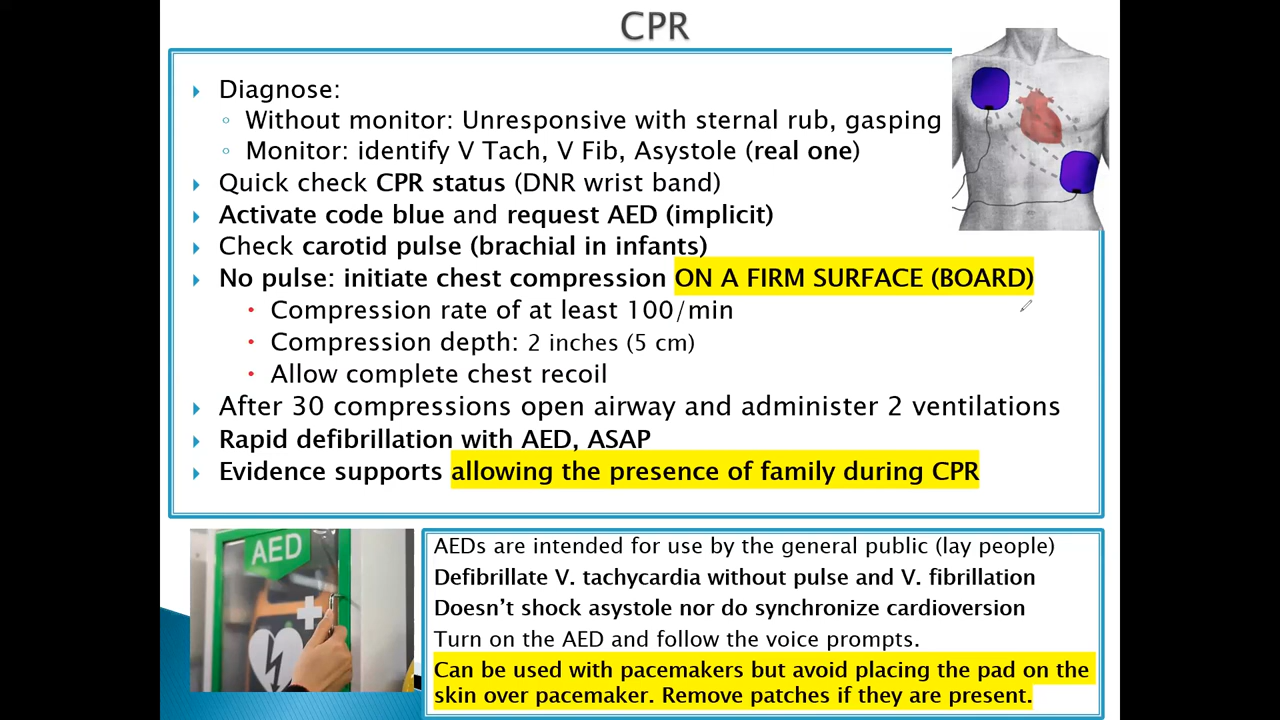 CPR
Diagnose:
Without monitor: Unresponsive with sternal rub, gasping
Monitor: identify V Tach, V Fib, Asystole (real one)
Quick check CPR status (DNR wrist band)
Activate code blue and request AED (implicit)
Check carotid pulse (brachial in infants)
No pulse: initiate chest compression ON A FIRM SURFACE (BOARD)
Compression rate of at least 100/min
Compression depth: 2 inches (5 cm)
Allow complete chest recoil
After 30 compressions open airway and administer 2 ventilations
Rapid defibrillation with AED, ASAP
Evidence supports allowing the presence of family during CPR
AED
AEDs are intended for use by the general public (lay people)
Defibrillate V. tachycardia without pulse and V. fibrillation
Doesn't shock asystole nor do synchronize cardioversion
Turn on the AED and follow the voice prompts.
Can be used with pacemakers but avoid placing the pad on the
skin over pacemaker. Remove patches if they are present.